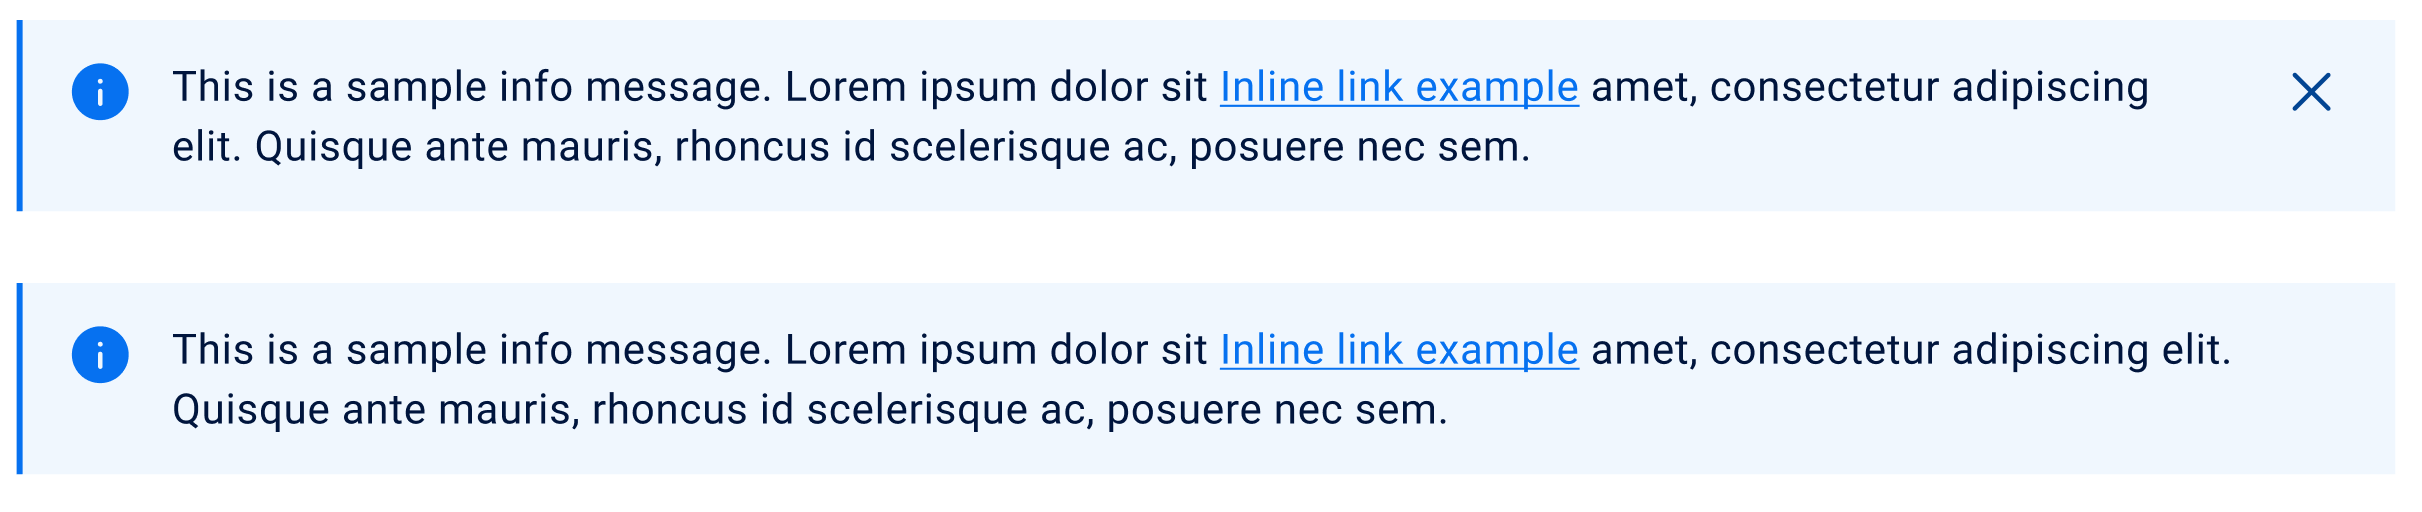 This is a sample info message. Lorem ipsum dolor sit Inline link example amet, consectetur adipiscing
elit. Quisque ante mauris, rhoncus id scelerisque ac, posuere nec sem.
This is a sample info message. Lorem ipsum dolor sit Inline link example amet, consectetur adipiscing elit.
Quisque ante mauris, rhoncus id scelerisque ac, posuere nec sem.